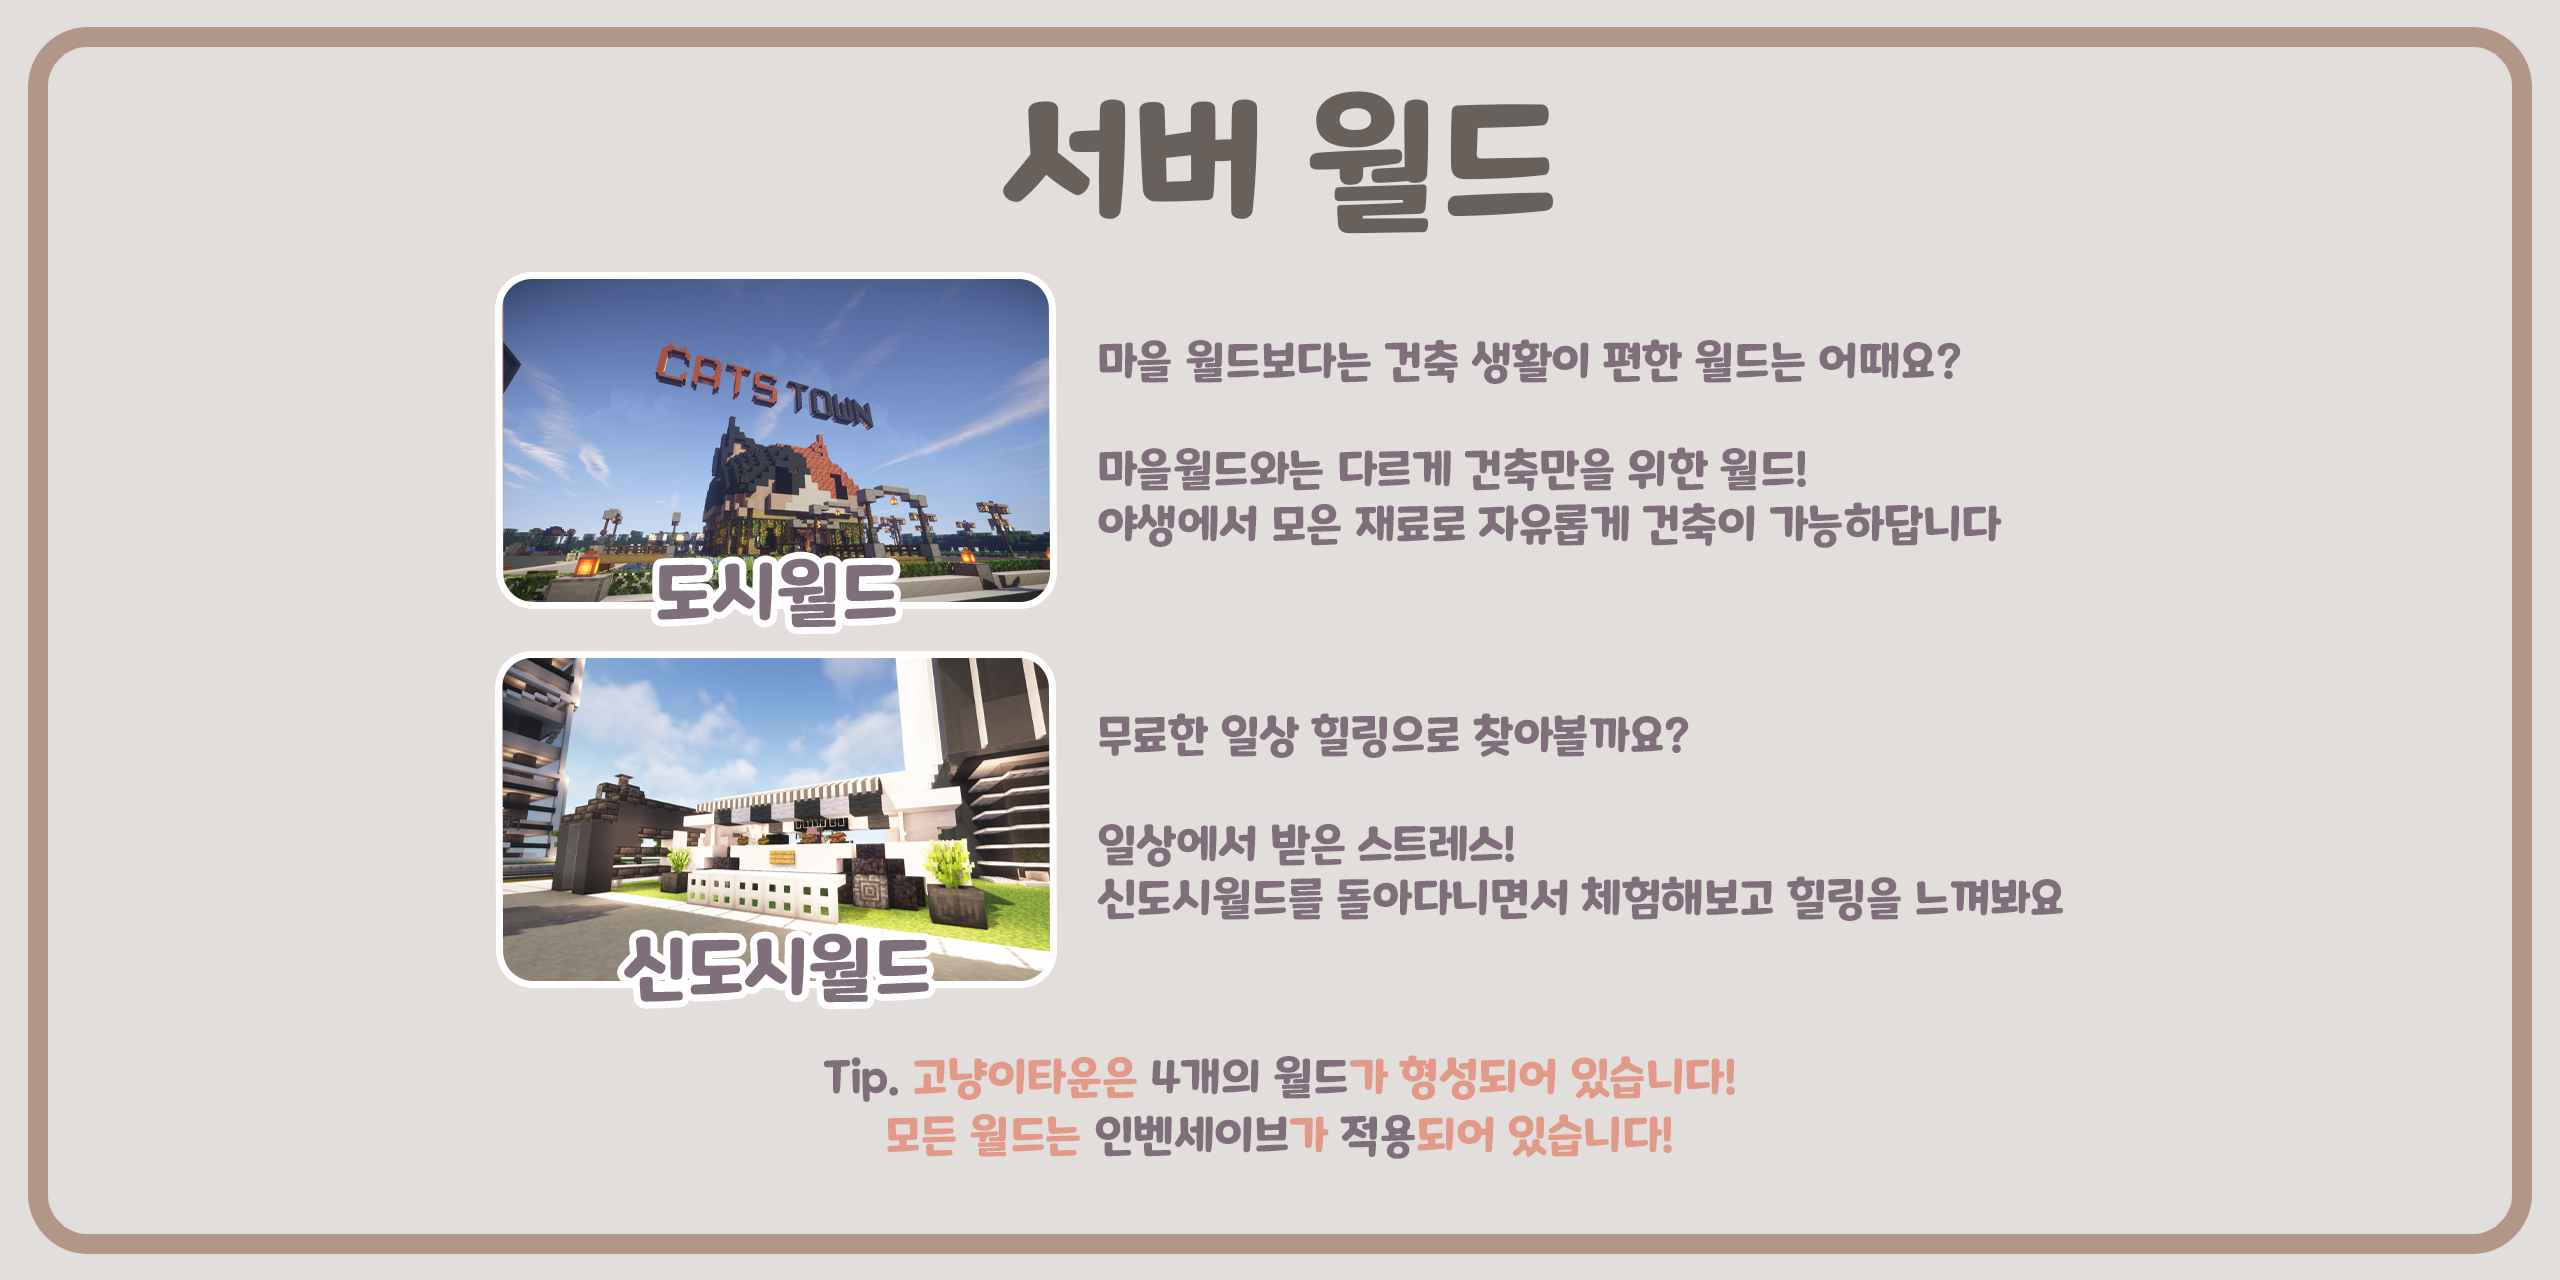 서버 월드
CATS TOWN
도시월드
마을 월드보다는 건축 생활이 편한 월드는 어때요?
마을월드와는 다르게 건축만을 위한 월드!
야생에서 모은 재료로 자유롭게 건축이 가능하답니다
신도시월드
무료한 일상 힐링으로 찾아볼까요?
일상에서 받은 스트레스!
신도시월드를 돌아다니면서 체험해보고 힐링을 느껴봐요
Tip. 고냥이타운은 4개의 월드가 형성되어 있습니다!
모든 월드는 인벤세이브가 적용되어 있습니다!